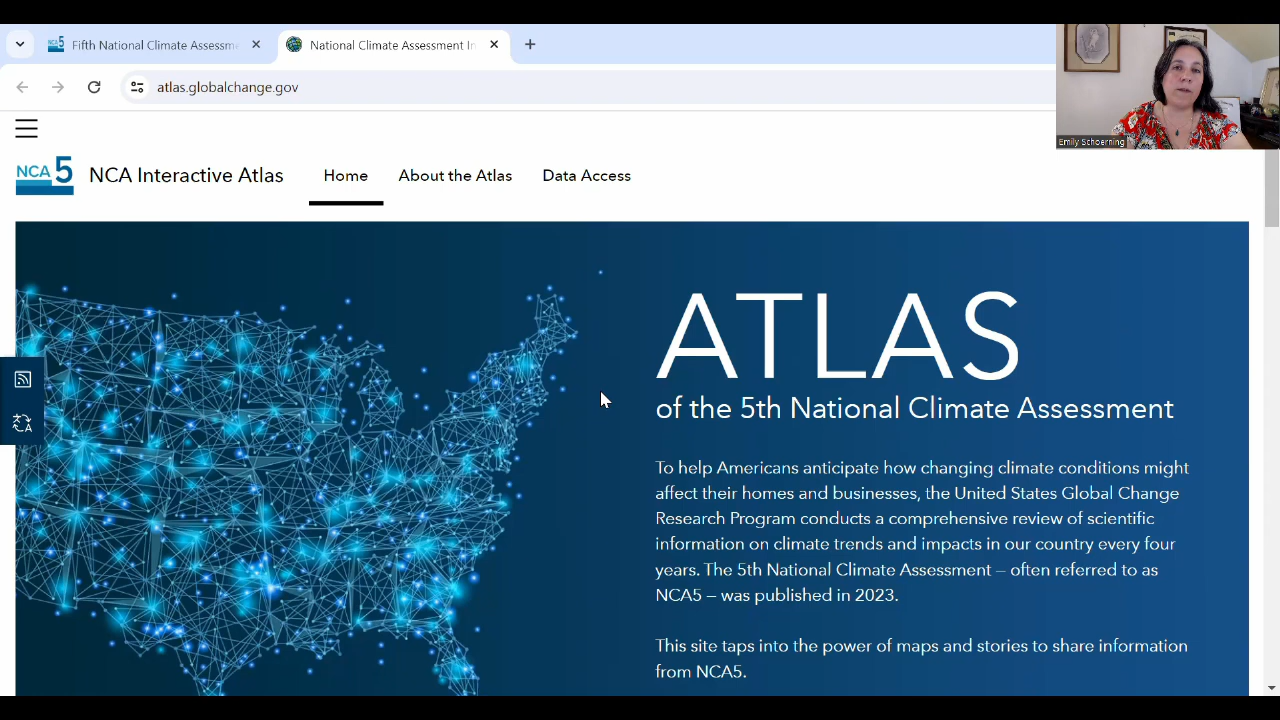 Fifth National Climate Assessme
National Climate Assessment In
atlas.globalchange.gov
Emily Schoerning
NCA 5
NCA Interactive Atlas
Home
About the Atlas
Data Access
ATLAS
of the 5th National Climate Assessment
To help Americans anticipate how changing climate conditions might
affect their homes and businesses, the United States Global Change
Research Program conducts a comprehensive review of scientific
information on climate trends and impacts in our country every four
years. The 5th National Climate Assessment – often referred to as
NCA5 – was published in 2023.
This site taps into the power of maps and stories to share information
from NCA5.